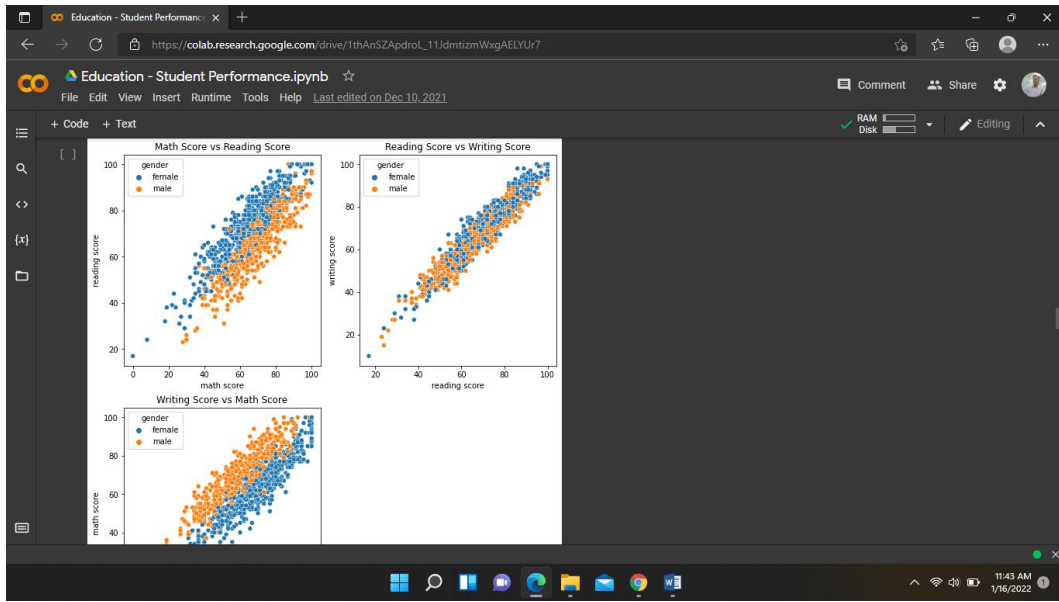 Education - Student Performance
https://colab.research.google.com/drive/1thAnSZApdroL_11JdmtizmWxgAELYUr7
Education - Student Performance.ipynb
File Edit View Insert Runtime Tools Help Last edited on Dec 10, 2021
Comment Share
+ Code + Text
RAM
Disk
Editing
[ ]
Math Score vs Reading Score
gender
female
male
100
80
60
40
20
reading score
0 20 40 60 80 100
math score
Reading Score vs Writing Score
gender
female
male
100
80
60
40
20
writing score
20 40 60 80 100
reading score
Writing Score vs Math Score
gender
female
male
100
80
60
40
math score
{x}
11:43 AM
1/16/2022